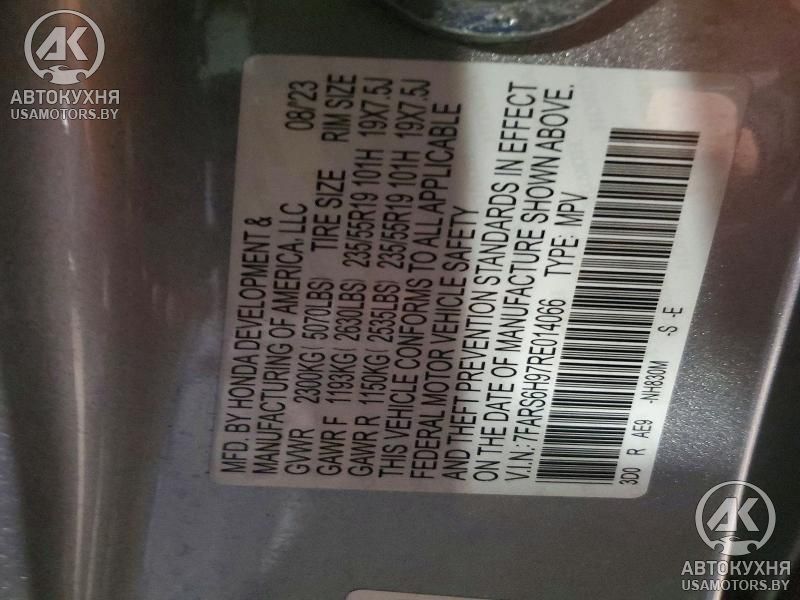 MFD. BY HONDA DEVELOPMENT &
MANUFACTURING OF AMERICA, LLC 08/'23
GVWR 2300KG( 5070LBS) TIRE SIZE RIM SIZE
GAWR F 1193KG( 2630LBS) 235/55R19 101H 19X7.5J
GAWR R 1150KG( 2535LBS) 235/55R19 101H 19X7.5J
THIS VEHICLE CONFORMS TO ALL APPLICABLE
FEDERAL MOTOR VEHICLE SAFETY
AND THEFT PREVENTION STANDARDS IN EFFECT
ON THE DATE OF MANUFACTURE SHOWN ABOVE.
V.I.N.:7FARS6H97RE014066 TYPE: MPV
3D0 R AE9 -NH830M -S -E
АК
АВТОКУХНЯ
USAMOTORS.BY
АК
АВТОКУХНЯ
USAMOTORS.BY